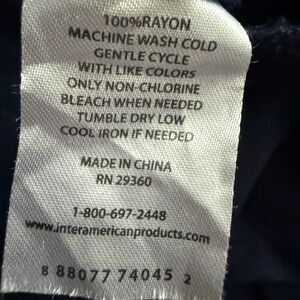 100%RAYON
MACHINE WASH COLD
GENTLE CYCLE
WITH LIKE COLORS
ONLY NON-CHLORINE
BLEACH WHEN NEEDED
TUMBLE DRY LOW
COOL IRON IF NEEDED
MADE IN CHINA
RN 29360
1-800-697-2448
www.interamericanproducts.com
8 88077 74045 2